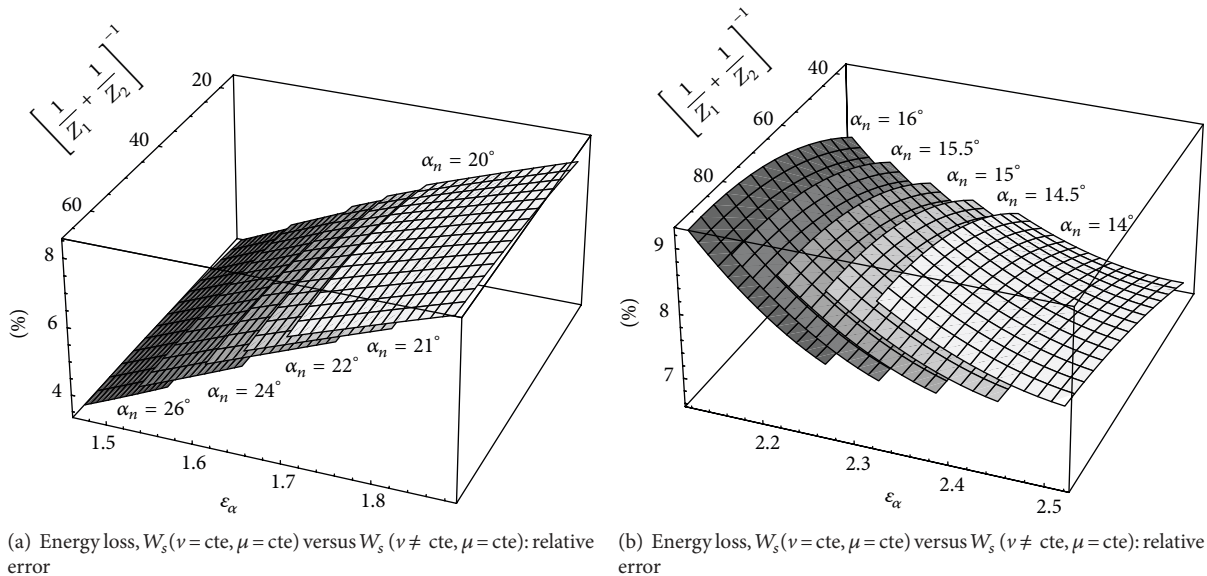 [1/Z₁ + 1/Z₂]⁻¹
20
40
60
8
6
4
(%)
αₙ = 20°
αₙ = 21°
αₙ = 22°
αₙ = 24°
αₙ = 26°
1.5
1.6
1.7
1.8
εα
(a) Energy loss, Wₛ(ν = cte, μ = cte) versus Wₛ (ν ≠ cte, μ = cte): relative
error
[1/Z₁ + 1/Z₂]⁻¹
40
60
80
9
8
7
(%)
αₙ = 16°
αₙ = 15.5°
αₙ = 15°
αₙ = 14.5°
αₙ = 14°
2.2
2.3
2.4
2.5
εα
(b) Energy loss, Wₛ(ν = cte, μ = cte) versus Wₛ (ν ≠ cte, μ = cte): relative
error